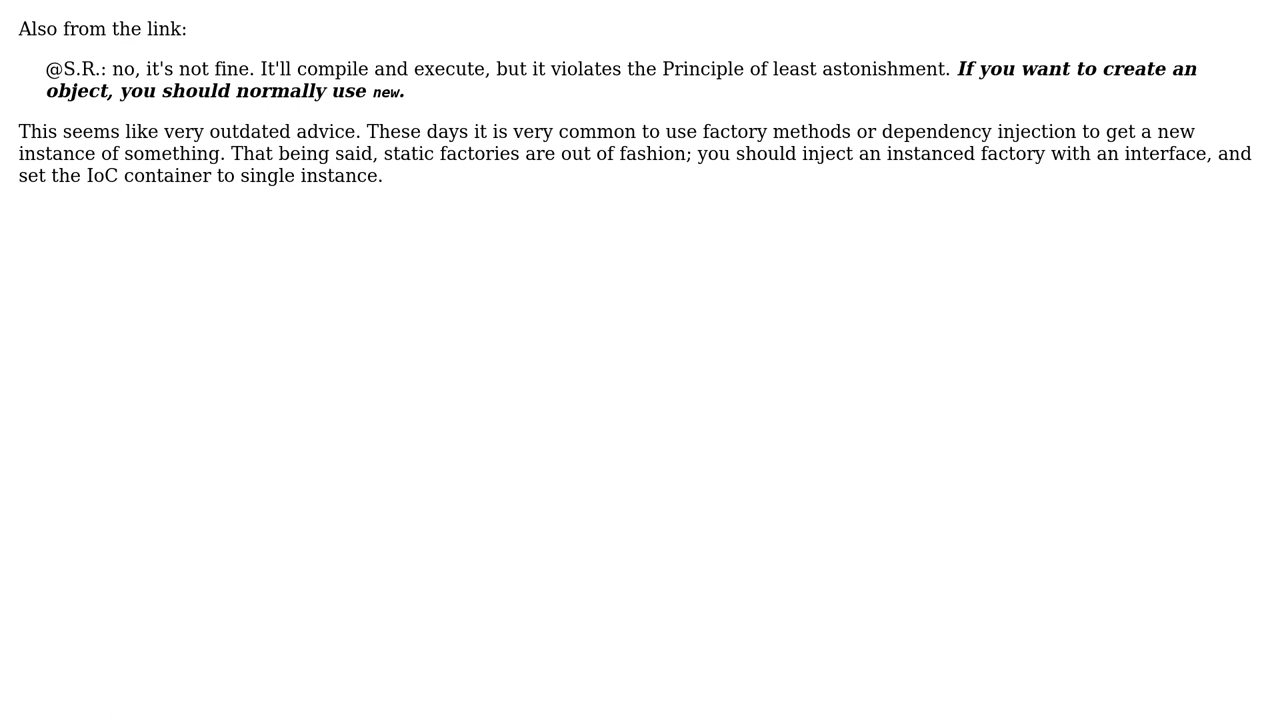 Also from the link:
@S.R.: no, it's not fine. It'll compile and execute, but it violates the Principle of least astonishment. If you want to create an
object, you should normally use new.
This seems like very outdated advice. These days it is very common to use factory methods or dependency injection to get a new
instance of something. That being said, static factories are out of fashion; you should inject an instanced factory with an interface, and
set the IoC container to single instance.